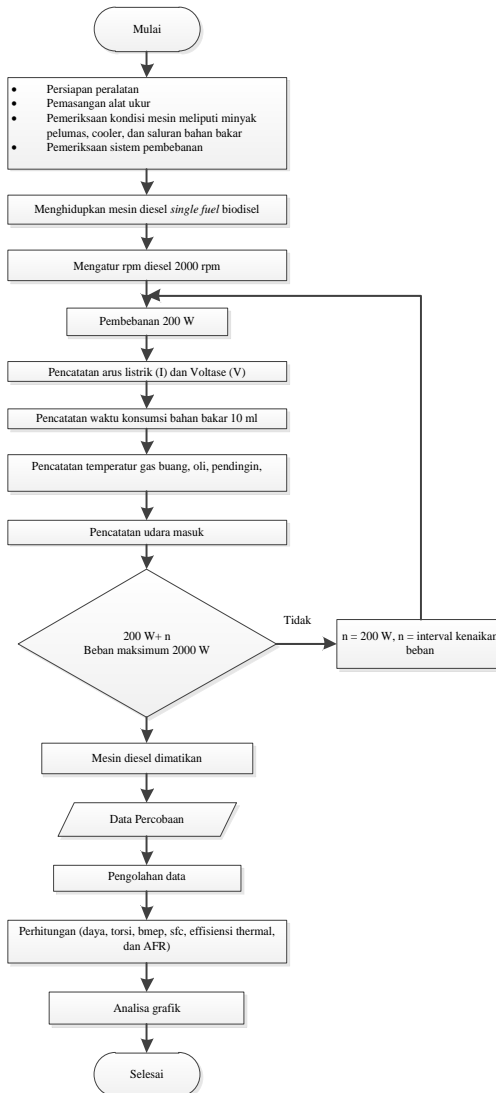 Mulai
• Persiapan peralatan
• Pemasangan alat ukur
• Pemeriksaan kondisi mesin meliputi minyak
pelumas, cooler, dan saluran bahan bakar
• Pemeriksaan sistem pembebanan
Menghidupkan mesin diesel single fuel biodisel
Mengatur rpm diesel 2000 rpm
Pembebanan 200 W
Pencatatan arus listrik (I) dan Voltase (V)
Pencatatan waktu konsumsi bahan bakar 10 ml
Pencatatan temperatur gas buang, oli, pendingin,
Pencatatan udara masuk
200 W+ n
Beban maksimum 2000 W
Tidak
n = 200 W, n = interval kenaikan
beban
Mesin diesel dimatikan
Data Percobaan
Pengolahan data
Perhitungan (daya, torsi, bmep, sfc, effisiensi thermal,
dan AFR)
Analisa grafik
Selesai